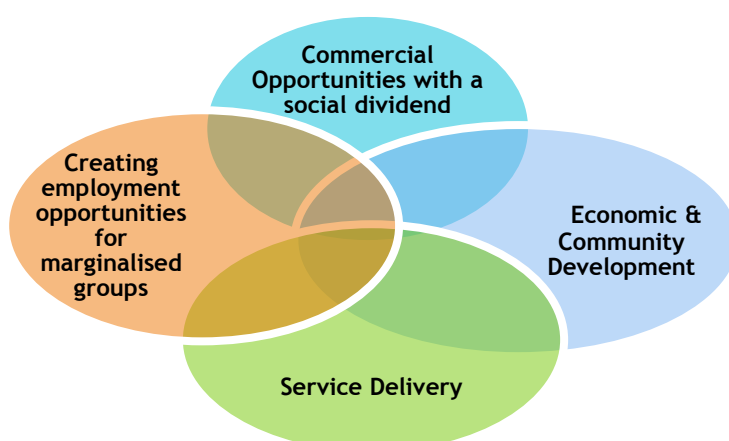 Commercial
Opportunities with a
social dividend
Creating
employment
opportunities
for
marginalised
groups
Economic &
Community
Development
Service Delivery